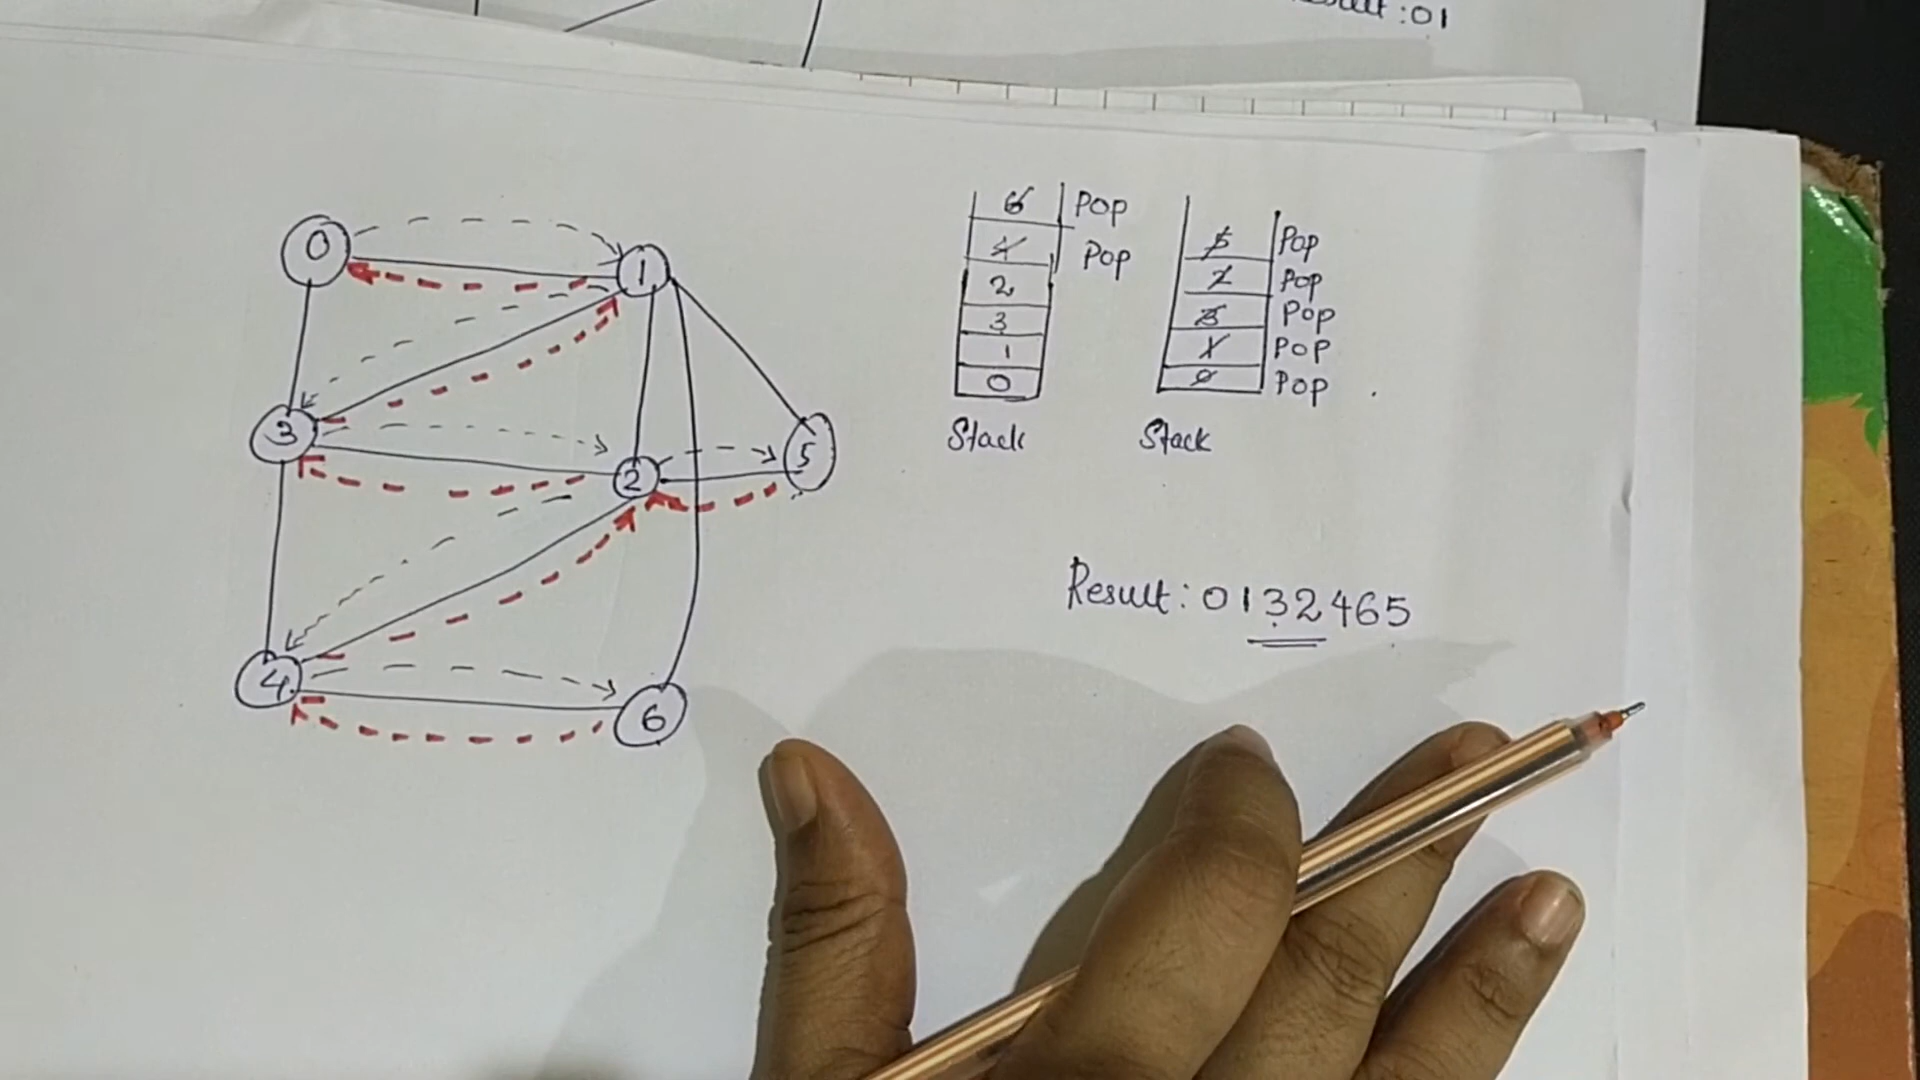 Result : 01
0
1
3
2
5
4
6
6 Pop
4 Pop
2
3
1
0
Stack
5 Pop
2 Pop
3 Pop
1 Pop
0 Pop
Stack
Result : 0132465